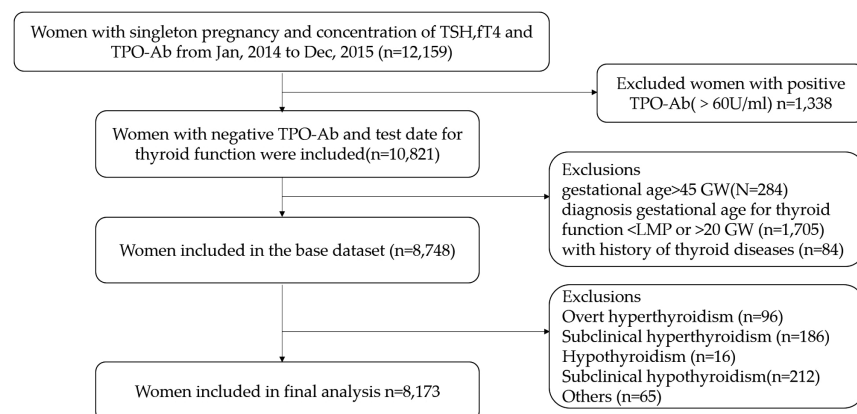 Women with singleton pregnancy and concentration of TSH,fT4 and
TPO-Ab from Jan, 2014 to Dec, 2015 (n=12,159)
Excluded women with positive
TPO-Ab( > 60U/ml) n=1,338
Women with negative TPO-Ab and test date for
thyroid function were included(n=10,821)
Exclusions
gestational age>45 GW(N=284)
diagnosis gestational age for thyroid
function <LMP or >20 GW (n=1,705)
with history of thyroid diseases (n=84)
Women included in the base dataset (n=8,748)
Exclusions
Overt hyperthyroidism (n=96)
Subclinical hyperthyroidism (n=186)
Hypothyroidism (n=16)
Subclinical hypothyroidism(n=212)
Others (n=65)
Women included in final analysis n=8,173